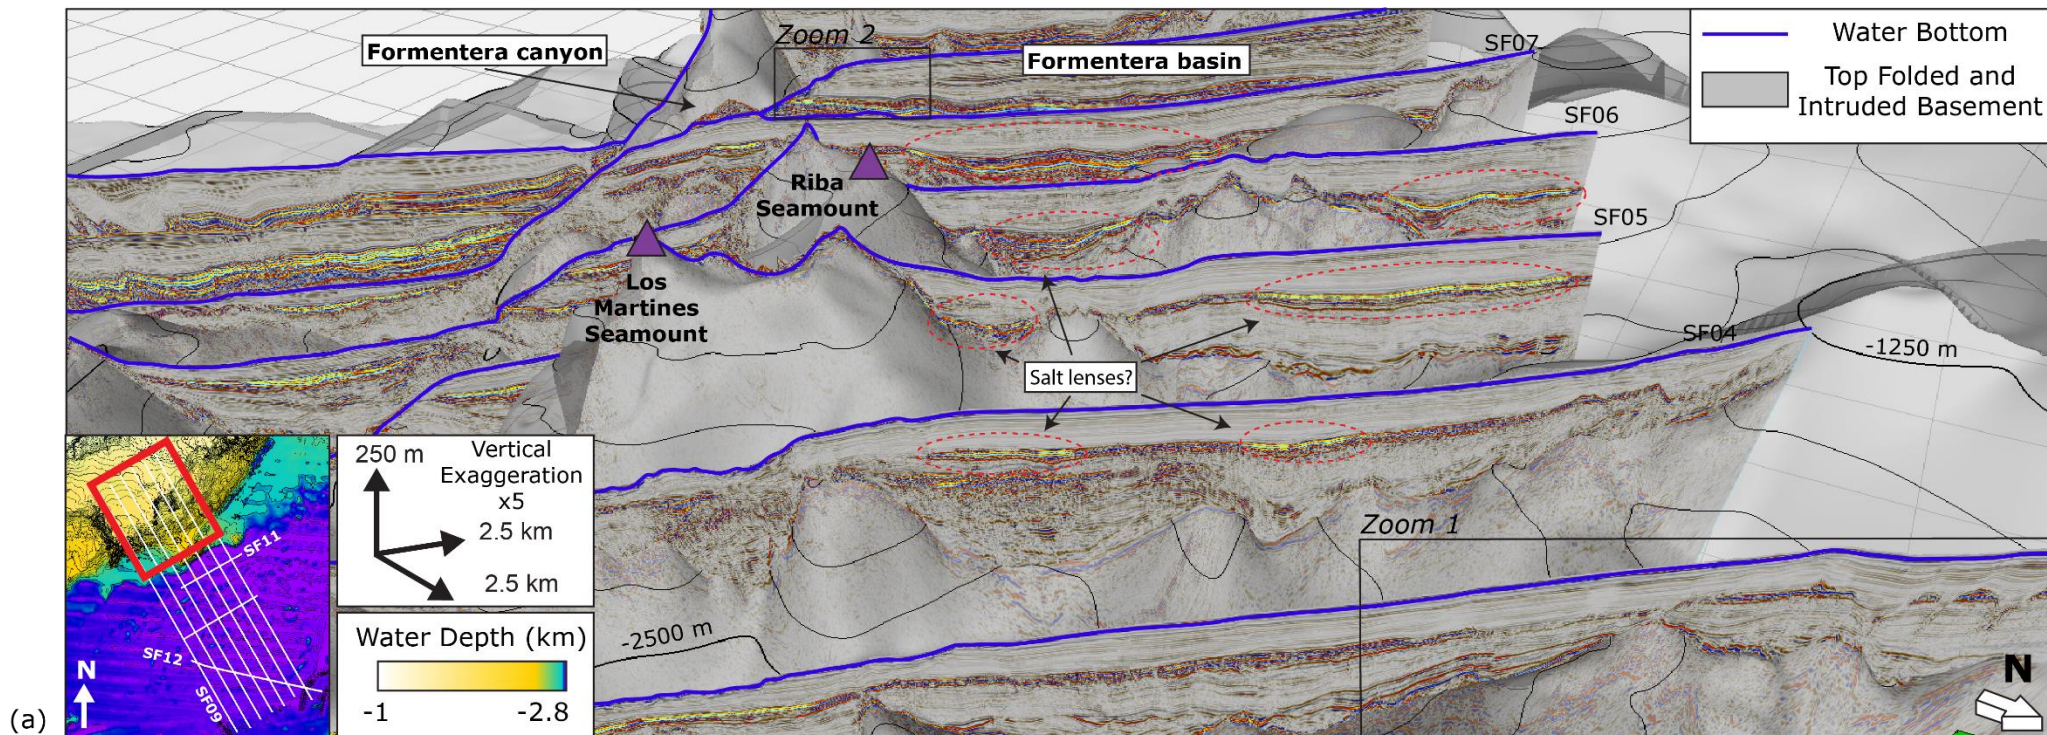 Zoom 2
Formentera canyon
Formentera basin
SF07
Water Bottom
Top Folded and
Intruded Basement
SF06
Riba
Seamount
SF05
Los
Martines
Seamount
SF04
-1250 m
Salt lenses?
250 m
Vertical
Exaggeration
x5
2.5 km
2.5 km
Zoom 1
SF11
-2500 m
Water Depth (km)
-1
-2.8
SF12
SF09
N
N
(a)